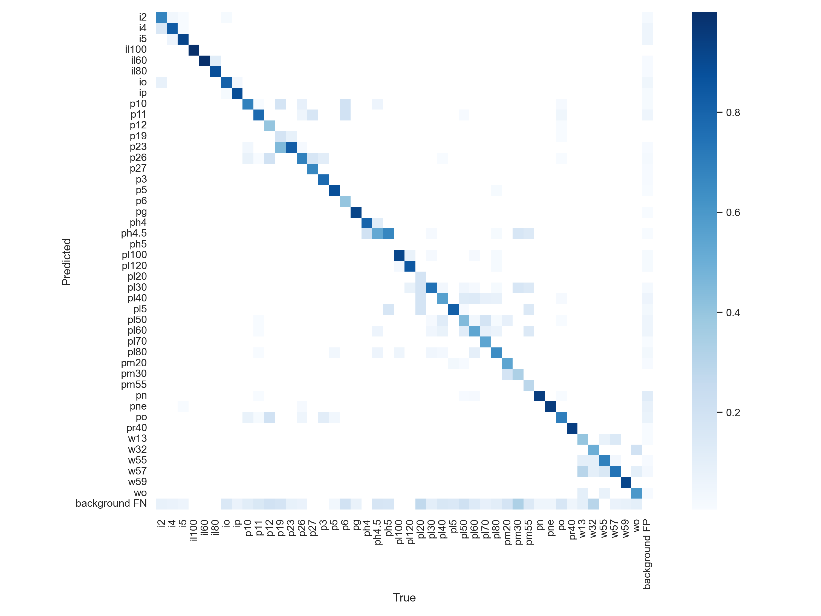 i2
i4
i5
il100
il60
il80
io
ip
p10
p11
p12
p19
p23
p26
p27
p3
p5
p6
pg
ph4
ph4.5
ph5
pl100
pl120
pl20
pl30
pl40
pl5
pl50
pl60
pl70
pl80
pm20
pm30
pm55
pn
pne
po
pr40
w13
w32
w55
w57
w59
wo
background FN
Predicted
i2 i4 i5 il100 il60 il80 io ip p10 p11 p12 p19 p23 p26 p27 p3 p5 p6 pg ph4 ph4.5 ph5 pl100 pl120 pl20 pl30 pl40 pl5 pl50 pl60 pl70 pl80 pm20 pm30 pm55 pn pne po pr40 w13 w32 w55 w57 w59 wo background FP
True
0.8
0.6
0.4
0.2